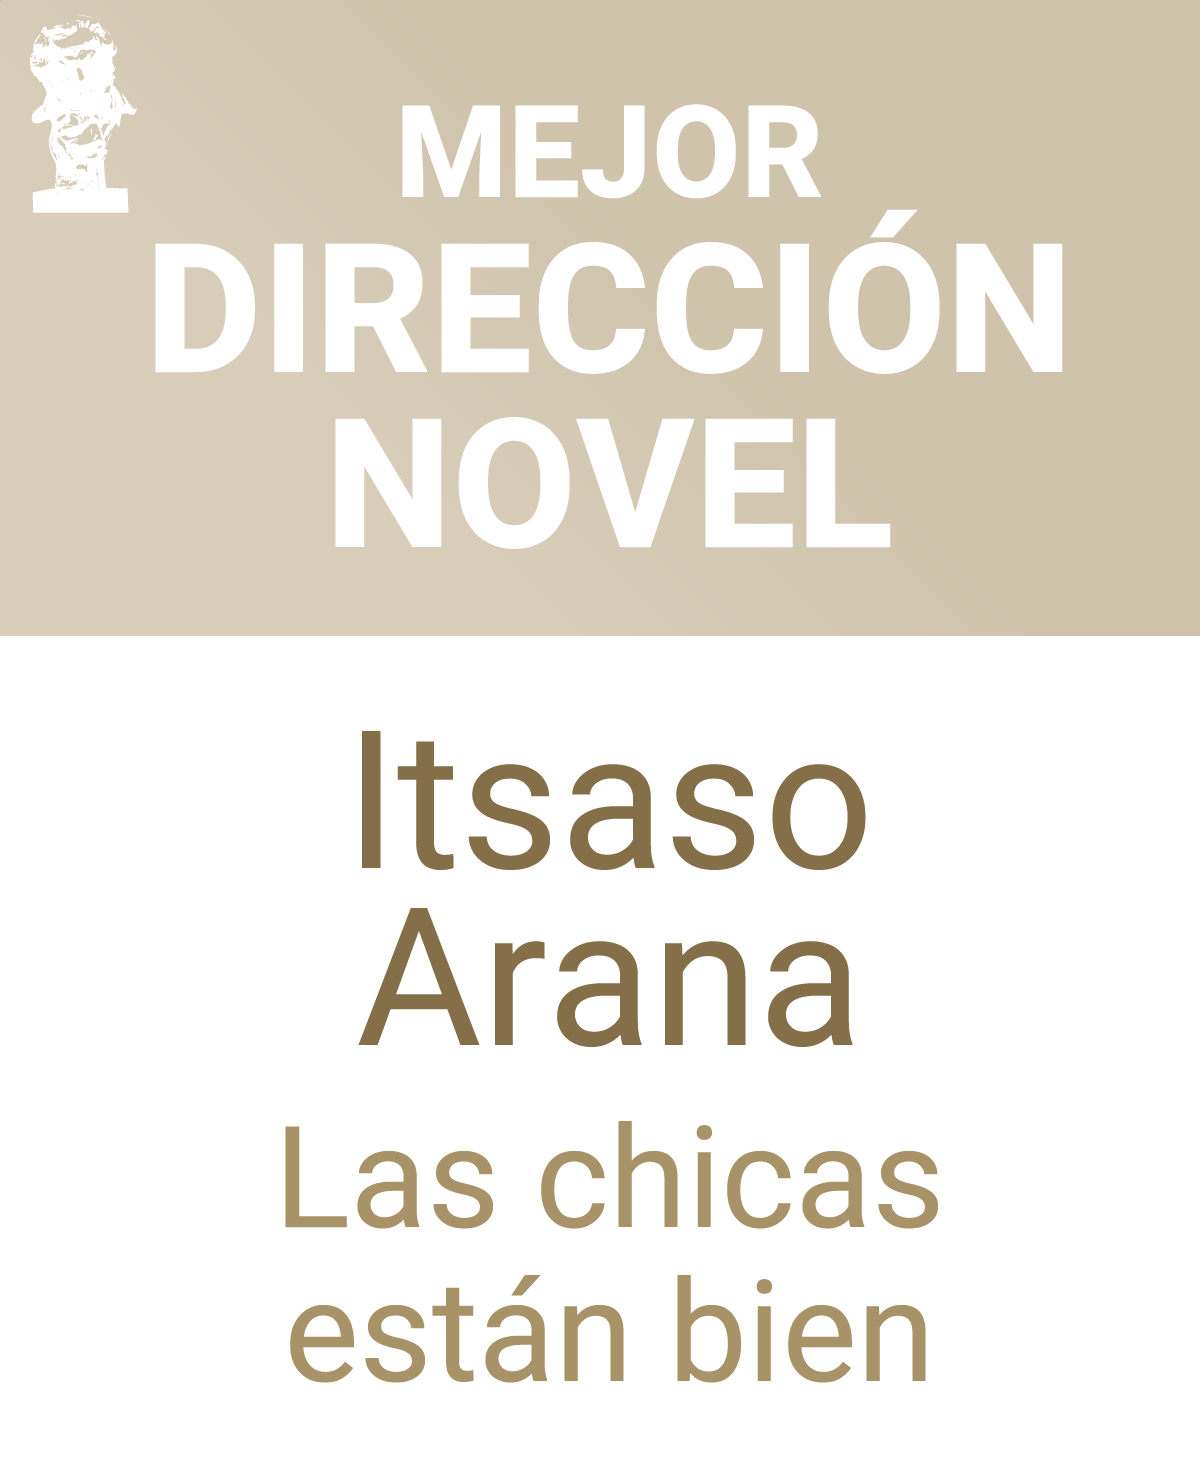 MEJOR
DIRECCIÓN
NOVEL
Itsaso
Arana
Las chicas
están bien